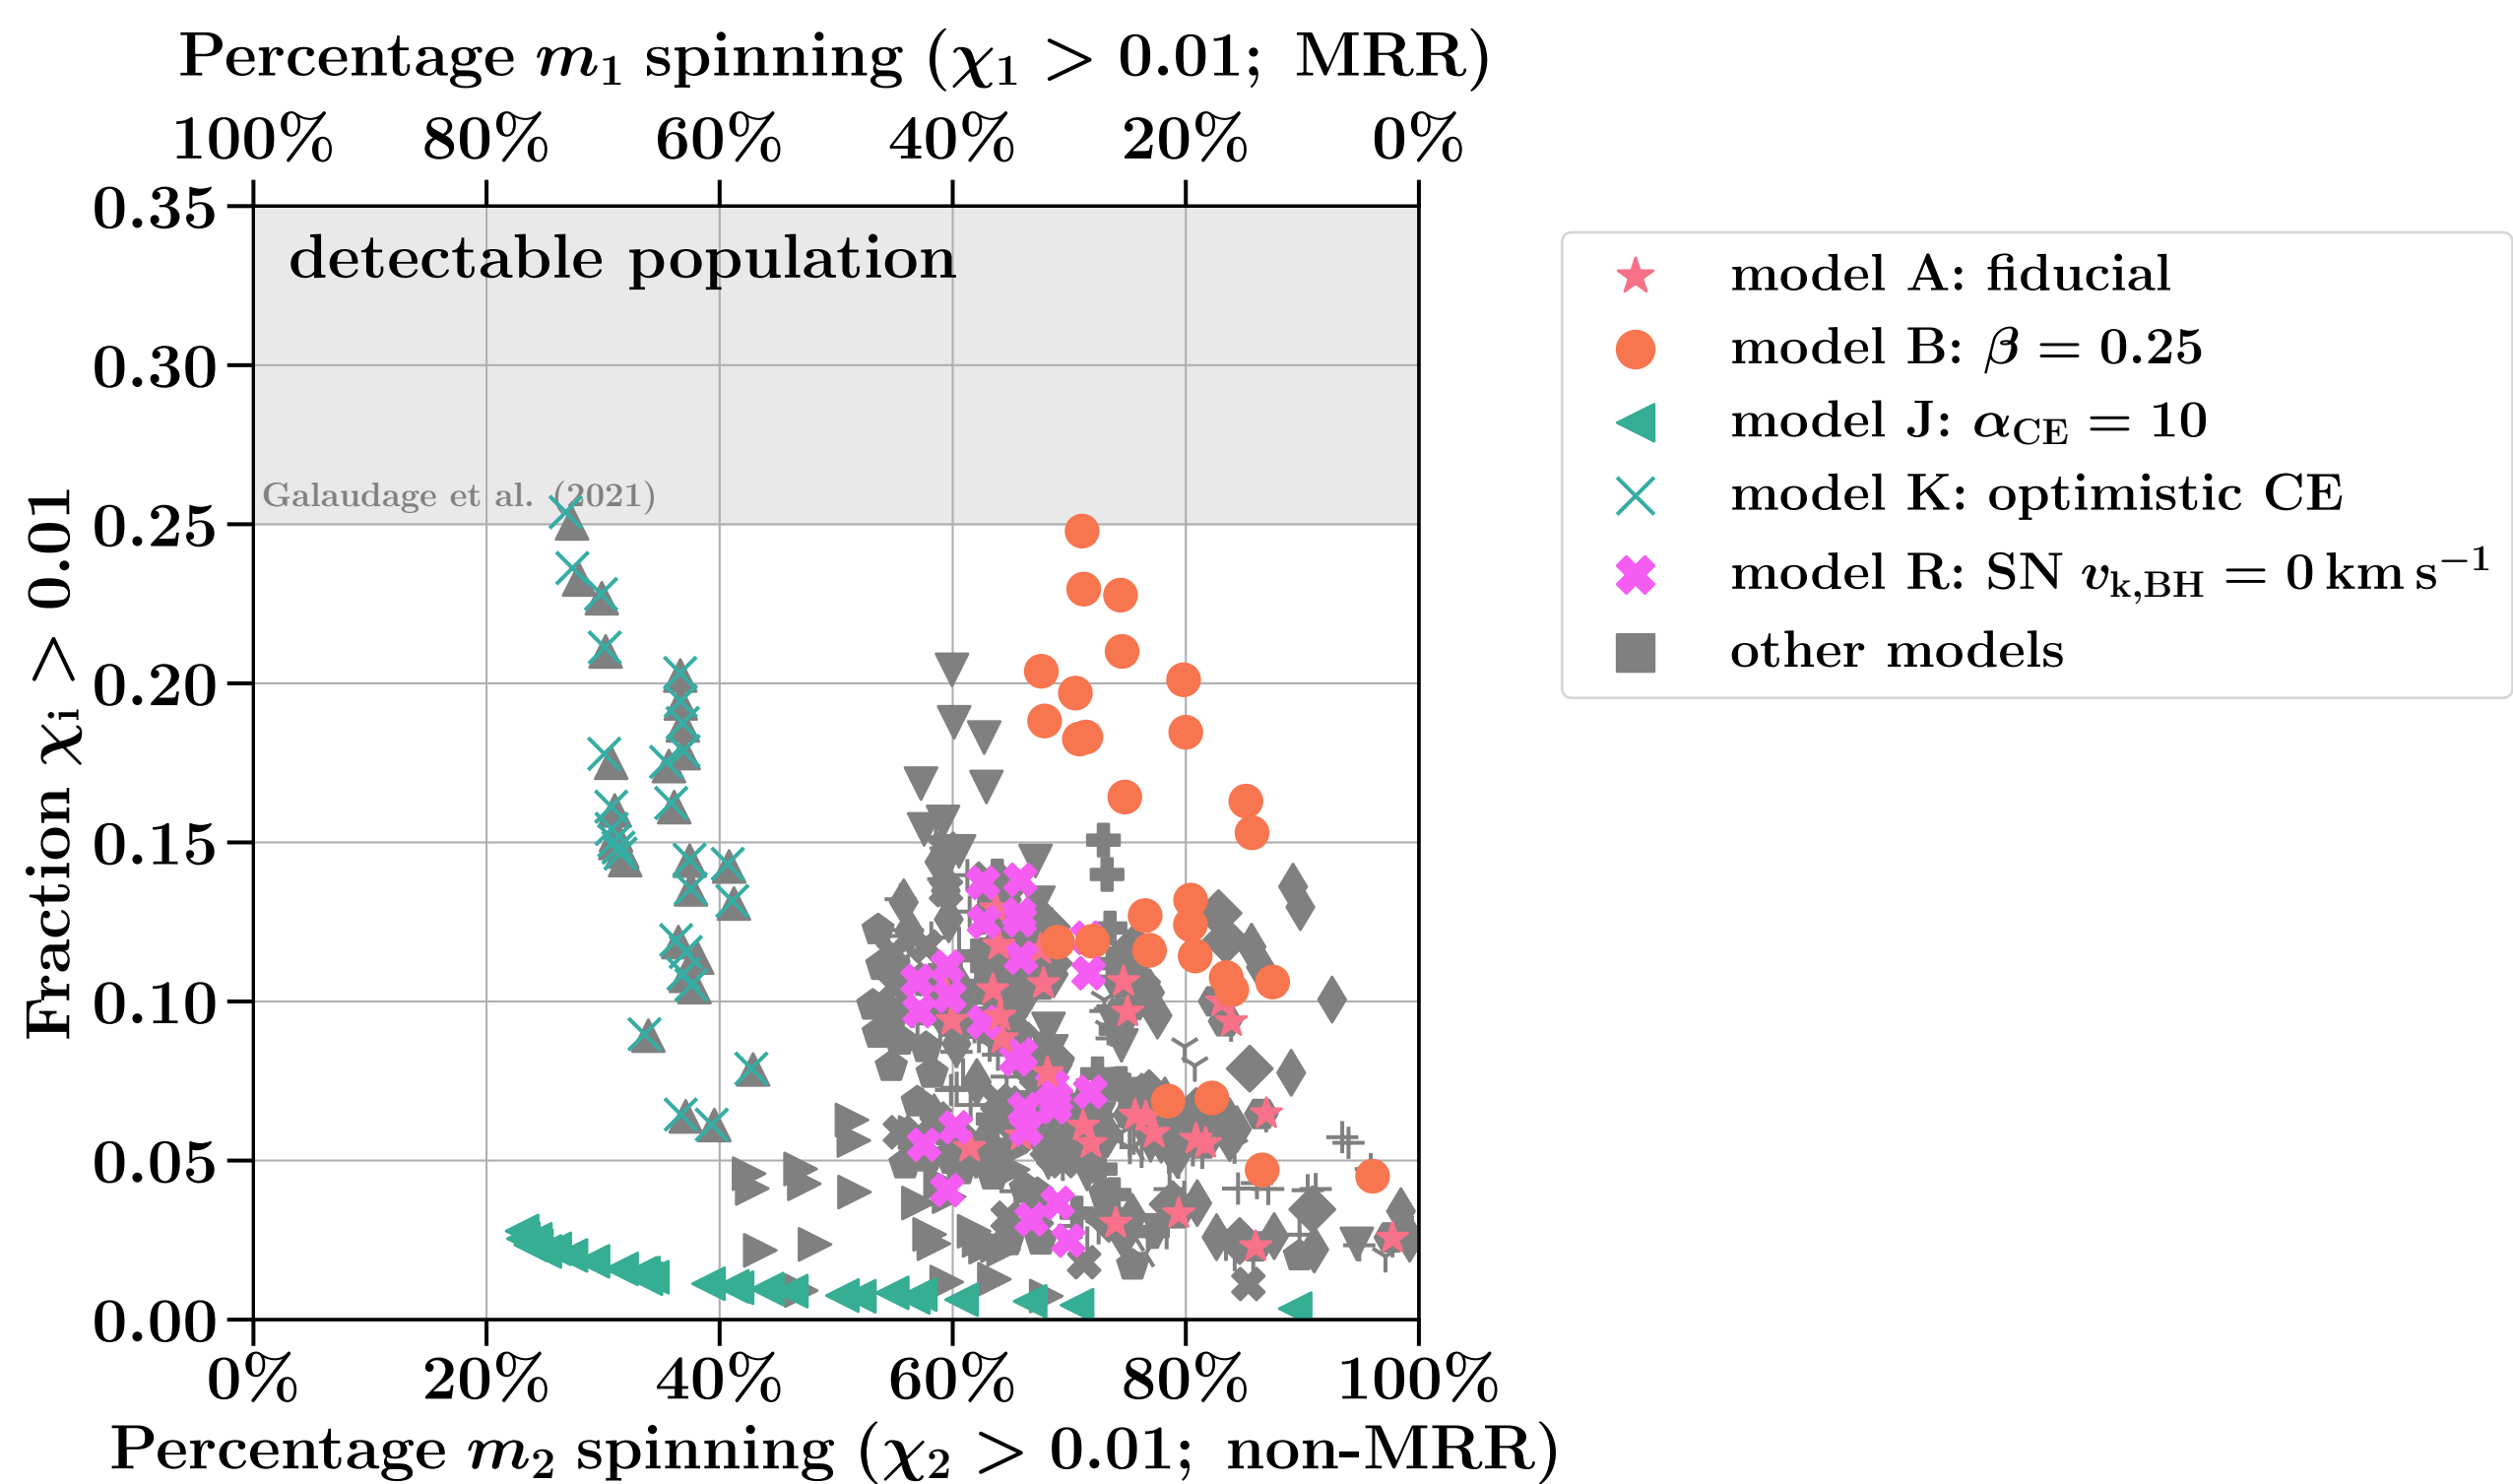 Percentage m₁ spinning (χ₁ > 0.01; MRR)
100% 80% 60% 40% 20% 0%
0.35
detectable population
0.30
Galaudage et al. (2021)
0.25
0.20
0.15
0.10
0.05
0.00
Fraction χᵢ > 0.01
0% 20% 40% 60% 80% 100%
Percentage m₂ spinning (χ₂ > 0.01; non-MRR)
model A: fiducial
model B: β = 0.25
model J: α_CE = 10
model K: optimistic CE
model R: SN v_k,BH = 0 km s⁻¹
other models